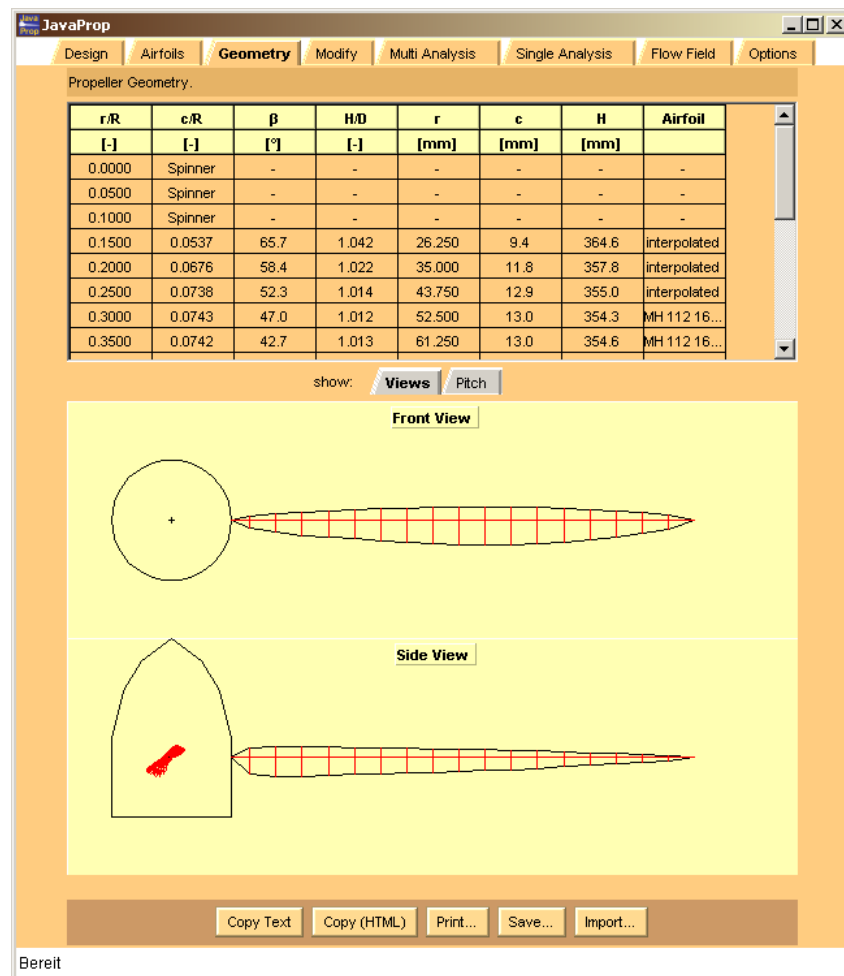 Java Prop JavaProp
Design Airfoils Geometry Modify Multi Analysis Single Analysis Flow Field Options
Propeller Geometry.
r/R c/R β H/D r c H Airfoil
[-] [-] [°] [-] [mm] [mm] [mm]
0.0000 Spinner - - - - - -
0.0500 Spinner - - - - - -
0.1000 Spinner - - - - - -
0.1500 0.0537 65.7 1.042 26.250 9.4 364.6 interpolated
0.2000 0.0676 58.4 1.022 35.000 11.8 357.8 interpolated
0.2500 0.0738 52.3 1.014 43.750 12.9 355.0 interpolated
0.3000 0.0743 47.0 1.012 52.500 13.0 354.3 MH 112 16...
0.3500 0.0742 42.7 1.013 61.250 13.0 354.6 MH 112 16...
show: Views Pitch
Front View
Side View
Copy Text Copy (HTML) Print... Save... Import...
Bereit